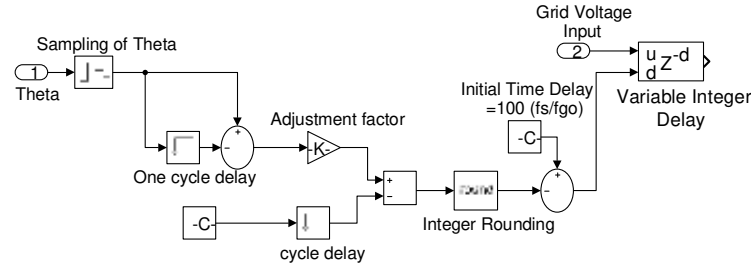 Grid Voltage
Input
Sampling of Theta
1
2
u
d
Z-d
Theta
Initial Time Delay
=100 (fs/fgo)
Variable Integer
Delay
Adjustment factor
-C-
+
-
-K-
+
-
One cycle delay
+
-
round
+
-
-C-
Integer Rounding
cycle delay